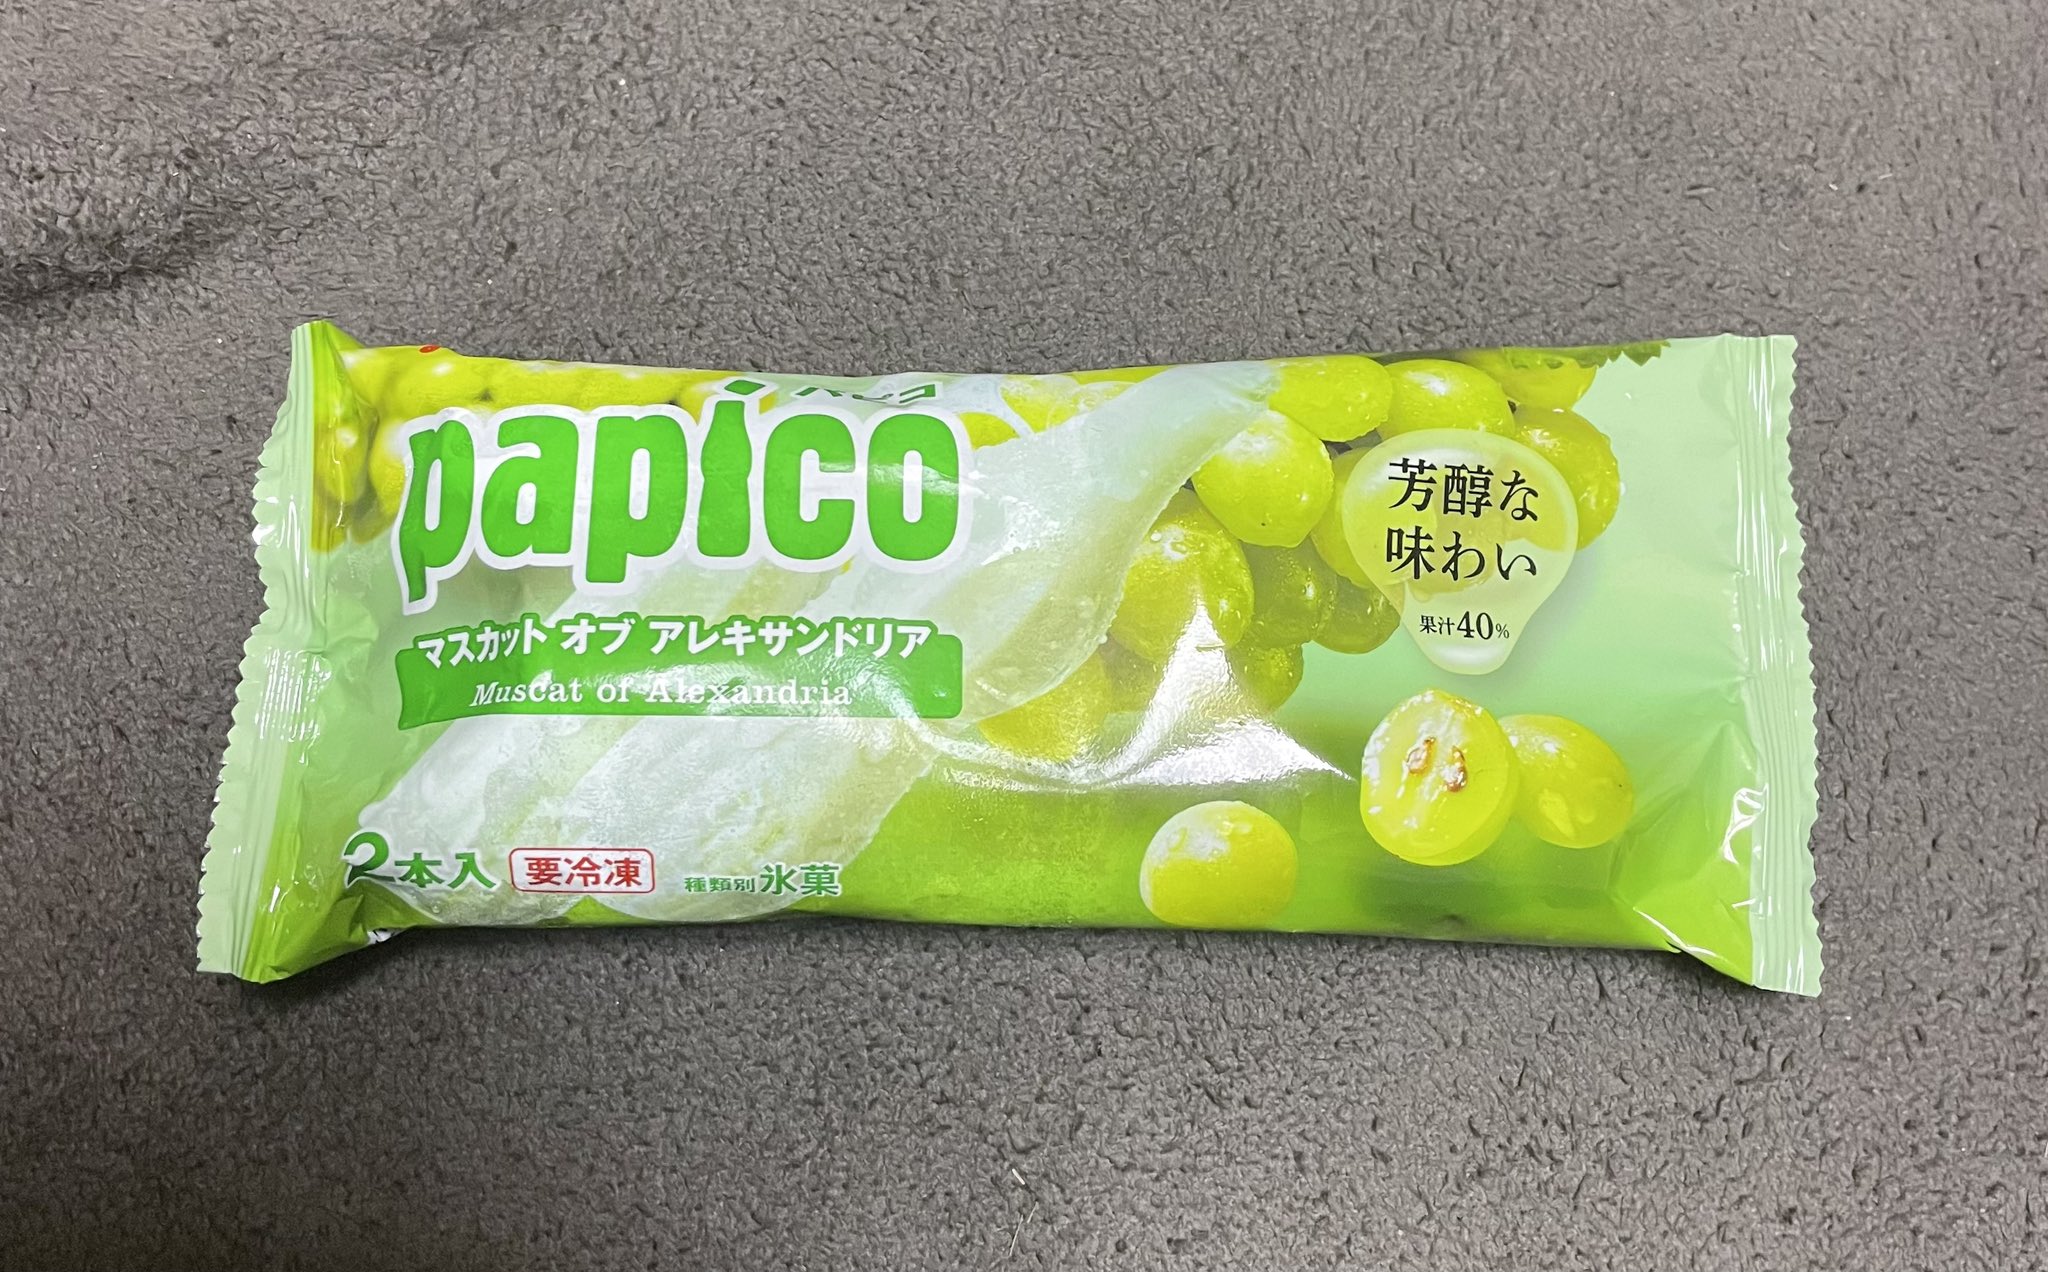 パピコ
papico
マスカット オブ アレキサンドリア
Muscat of Alexandria
芳醇な
味わい
果汁40%
2本入 要冷凍 種類別 氷菓